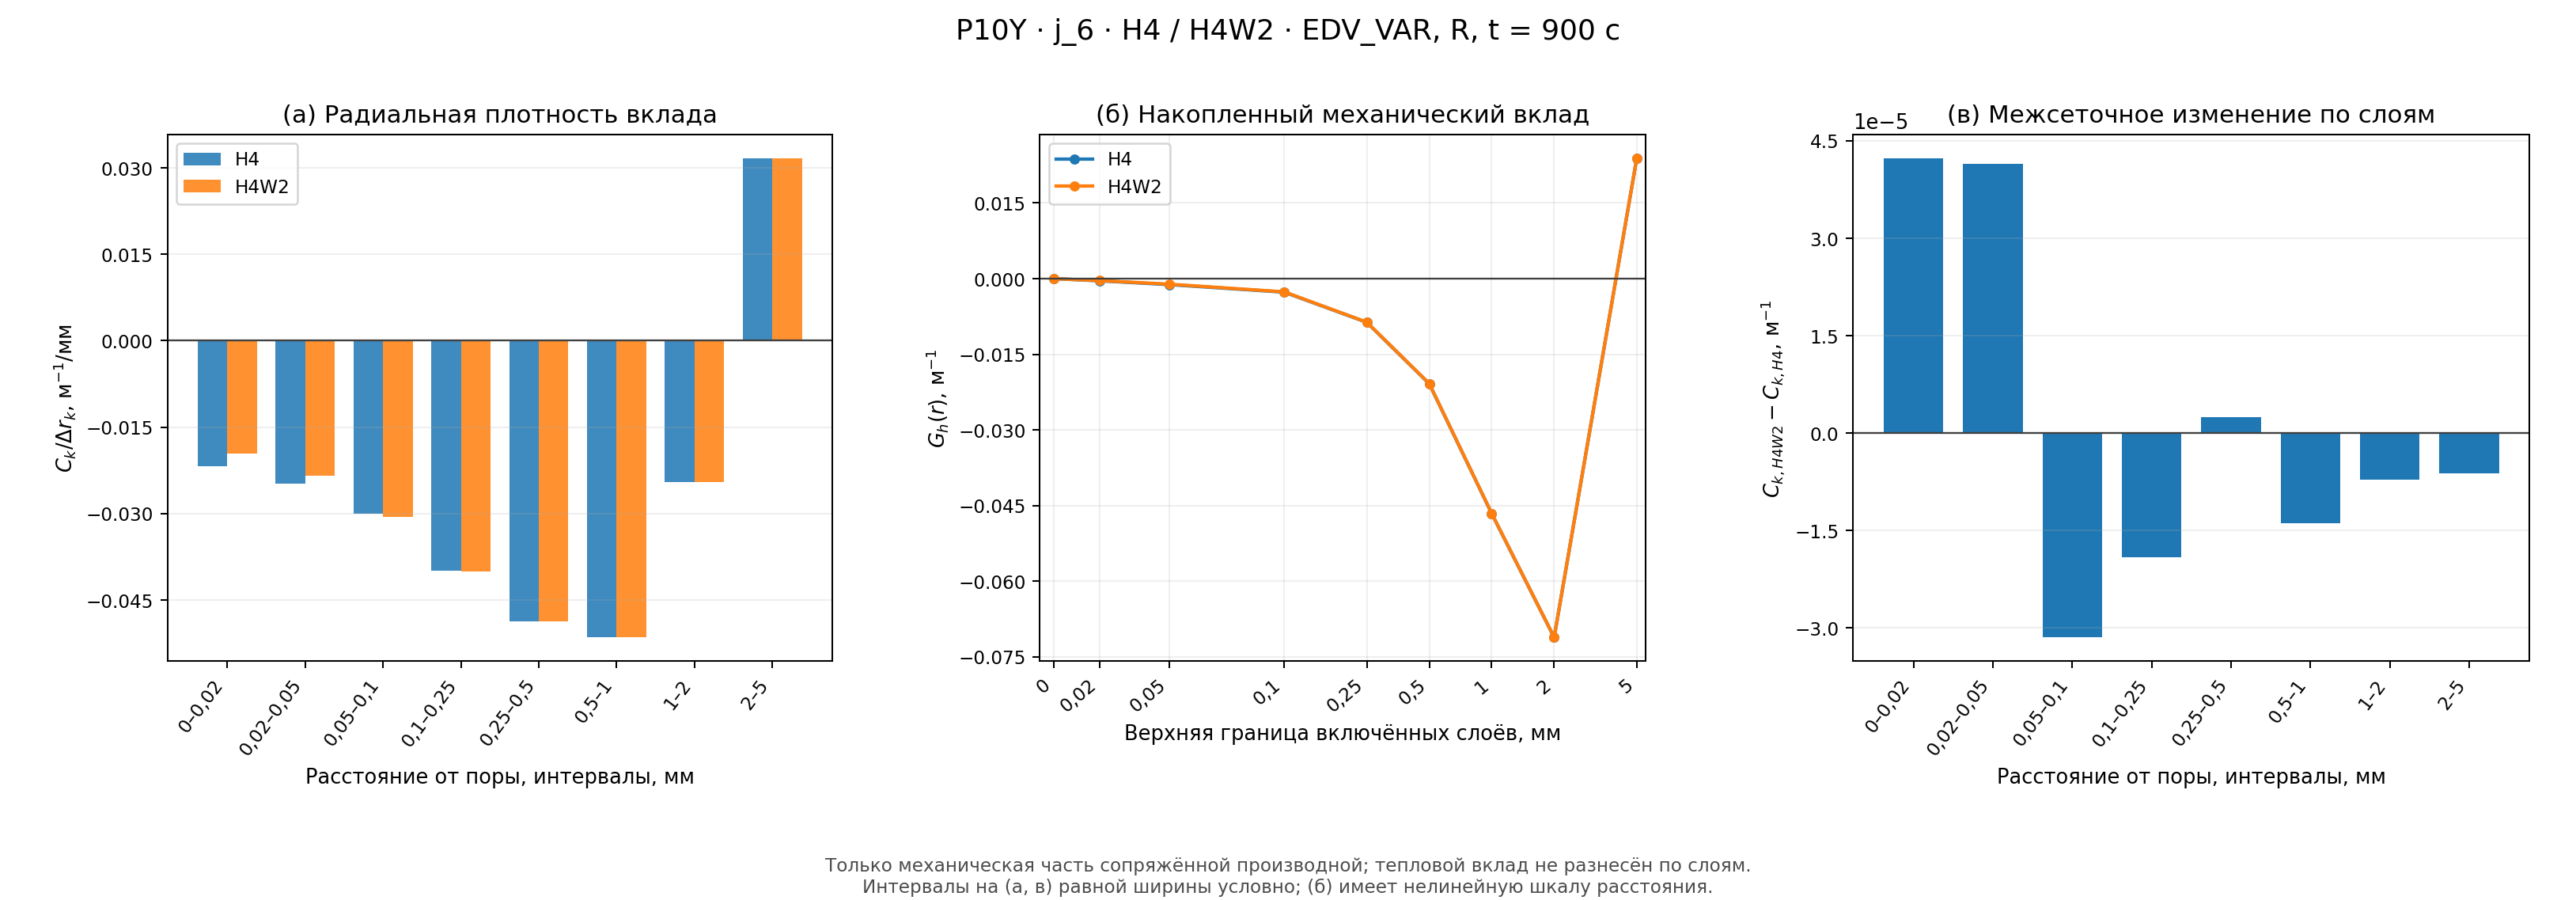 P10Y · j_6 · H4 / H4W2 · EDV_VAR, R, t = 900 с
(а) Радиальная плотность вклада
H4
H4W2
0.030
0.015
0.000
−0.015
−0.030
−0.045
C_k/Δr_k, м⁻¹/мм
0–0,02
0,02–0,05
0,05–0,1
0,1–0,25
0,25–0,5
0,5–1
1–2
2–5
Расстояние от поры, интервалы, мм
(б) Накопленный механический вклад
H4
H4W2
0.015
0.000
−0.015
−0.030
−0.045
−0.060
−0.075
G_h(r), м⁻¹
0
0,02
0,05
0,1
0,25
0,5
1
2
5
Верхняя граница включённых слоёв, мм
(в) Межсеточное изменение по слоям
1e−5
4.5
3.0
1.5
0.0
−1.5
−3.0
C_{k,H4W2} − C_{k,H4}, м⁻¹
0–0,02
0,02–0,05
0,05–0,1
0,1–0,25
0,25–0,5
0,5–1
1–2
2–5
Расстояние от поры, интервалы, мм
Только механическая часть сопряжённой производной; тепловой вклад не разнесён по слоям.
Интервалы на (а, в) равной ширины условно; (б) имеет нелинейную шкалу расстояния.